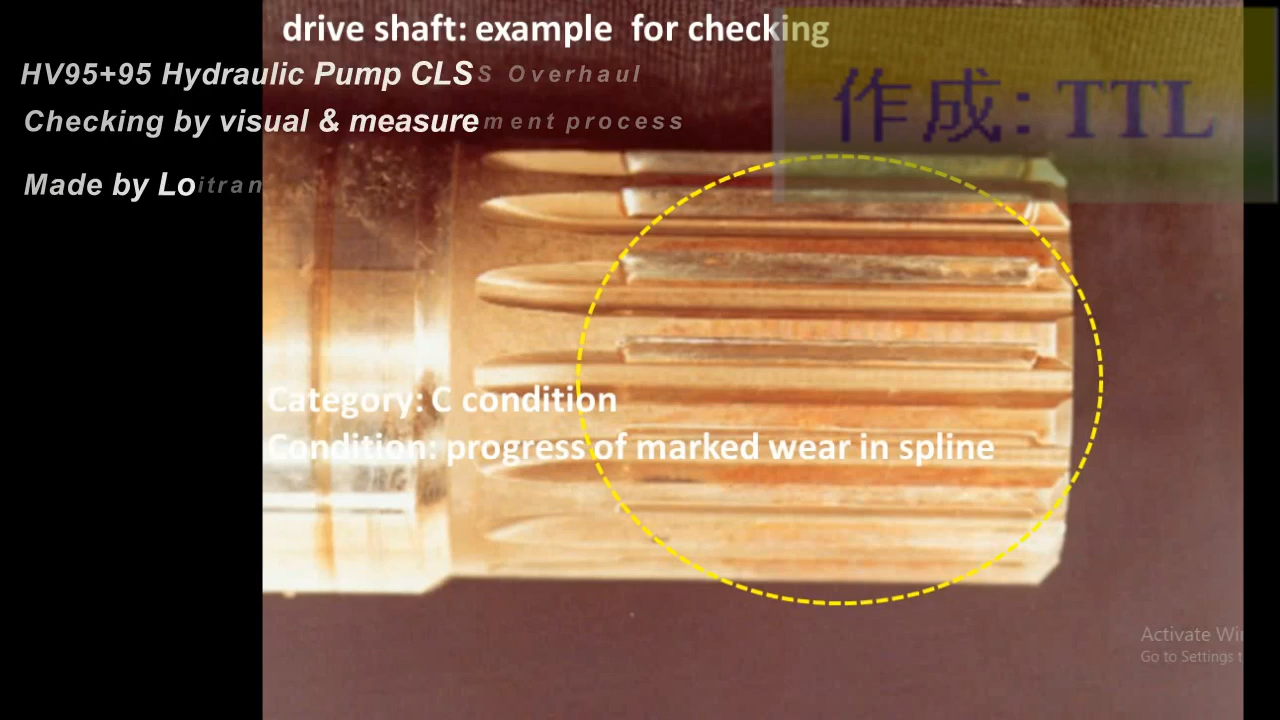 drive shaft: example for checking
HV95+95 Hydraulic Pump CLSS Overhaul
Checking by visual & measurement process
作成: TTL
Made by Loitran
Category: C condition
Condition: progress of marked wear in spline
Activate Wi
Go to Settings t